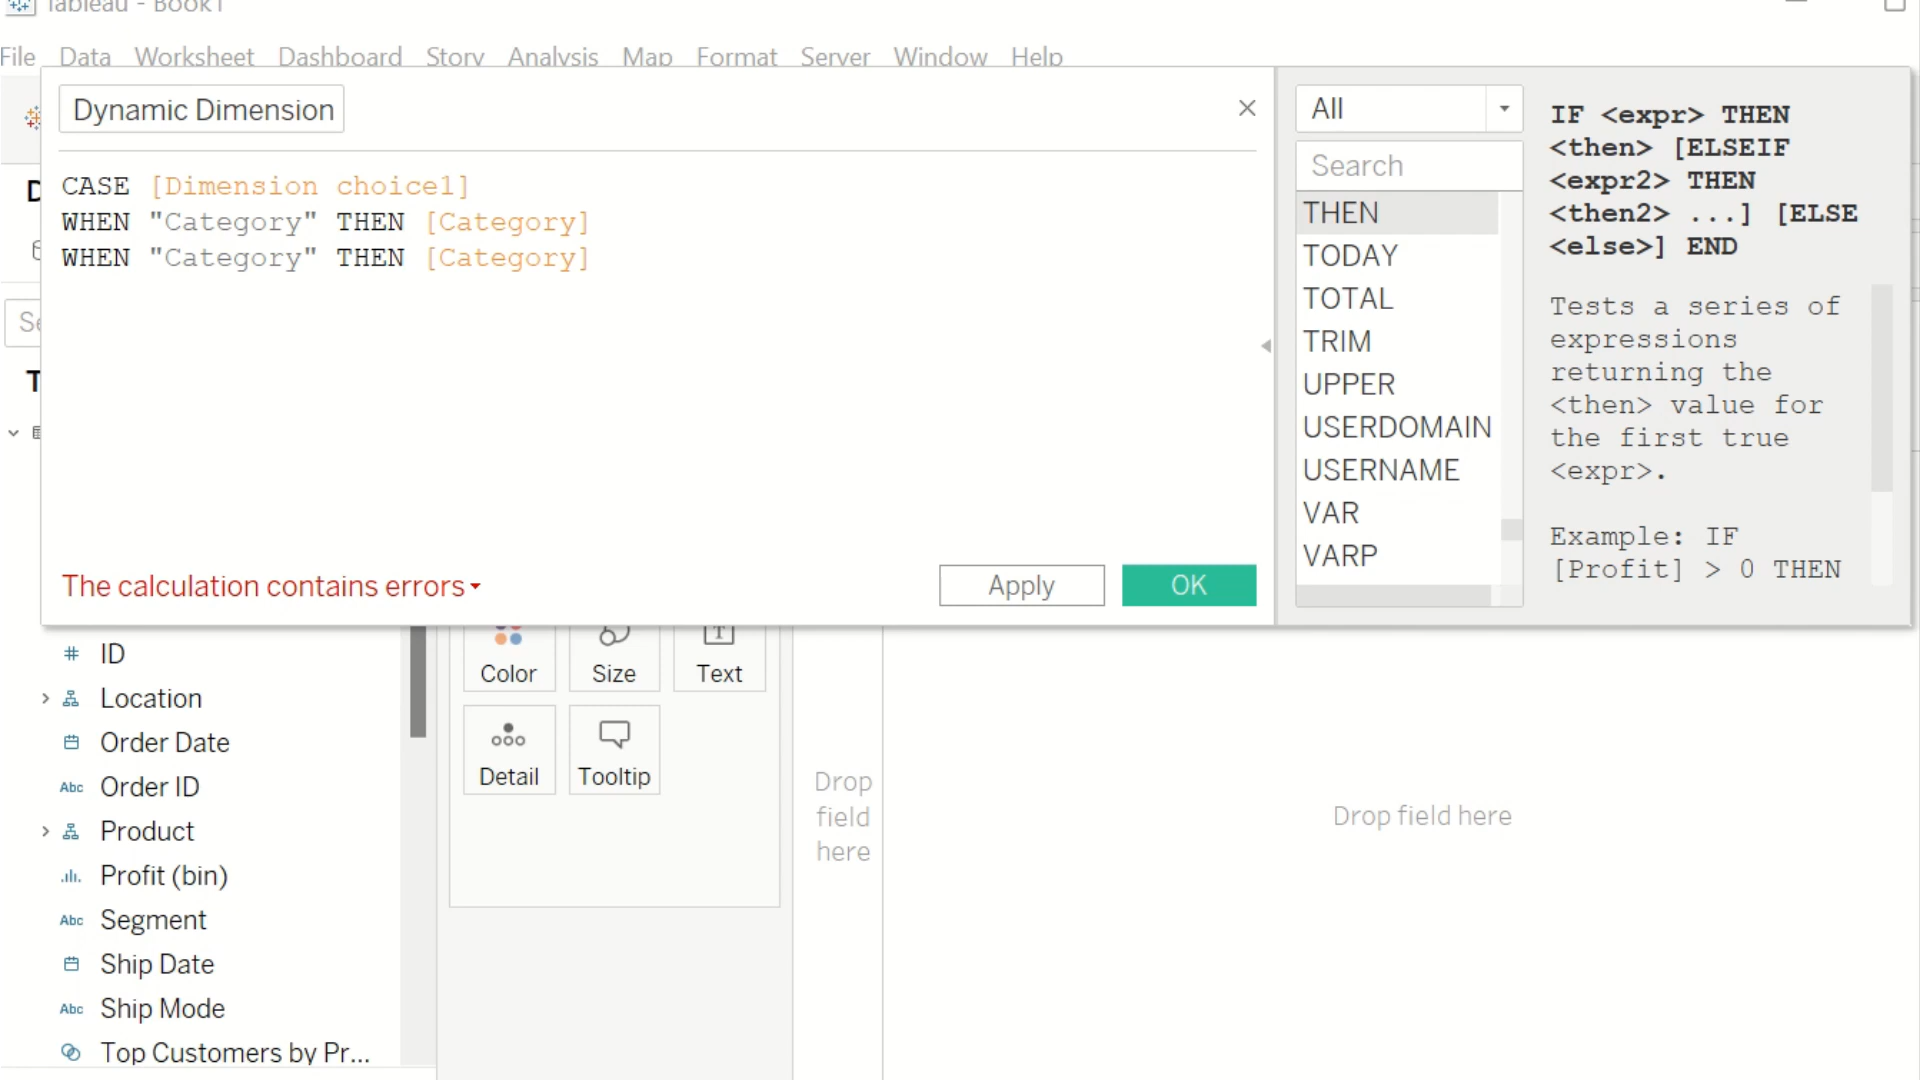 Tableau - Book1
File Data Worksheet Dashboard Story Analysis Map Format Server Window Help
Dynamic Dimension
CASE [Dimension choice1]
WHEN "Category" THEN [Category]
WHEN "Category" THEN [Category]
The calculation contains errors
Apply
OK
All
Search
THEN
TODAY
TOTAL
TRIM
UPPER
USERDOMAIN
USERNAME
VAR
VARP
IF <expr> THEN
<then> [ELSEIF
<expr2> THEN
<then2> ...] [ELSE
<else>] END
Tests a series of
expressions
returning the
<then> value for
the first true
<expr>.
Example: IF
[Profit] > 0 THEN
# ID
Location
Order Date
Abc Order ID
Product
Profit (bin)
Abc Segment
Ship Date
Abc Ship Mode
Top Customers by Pr...
Color
Size
T
Text
Detail
Tooltip
Drop
field
here
Drop field here